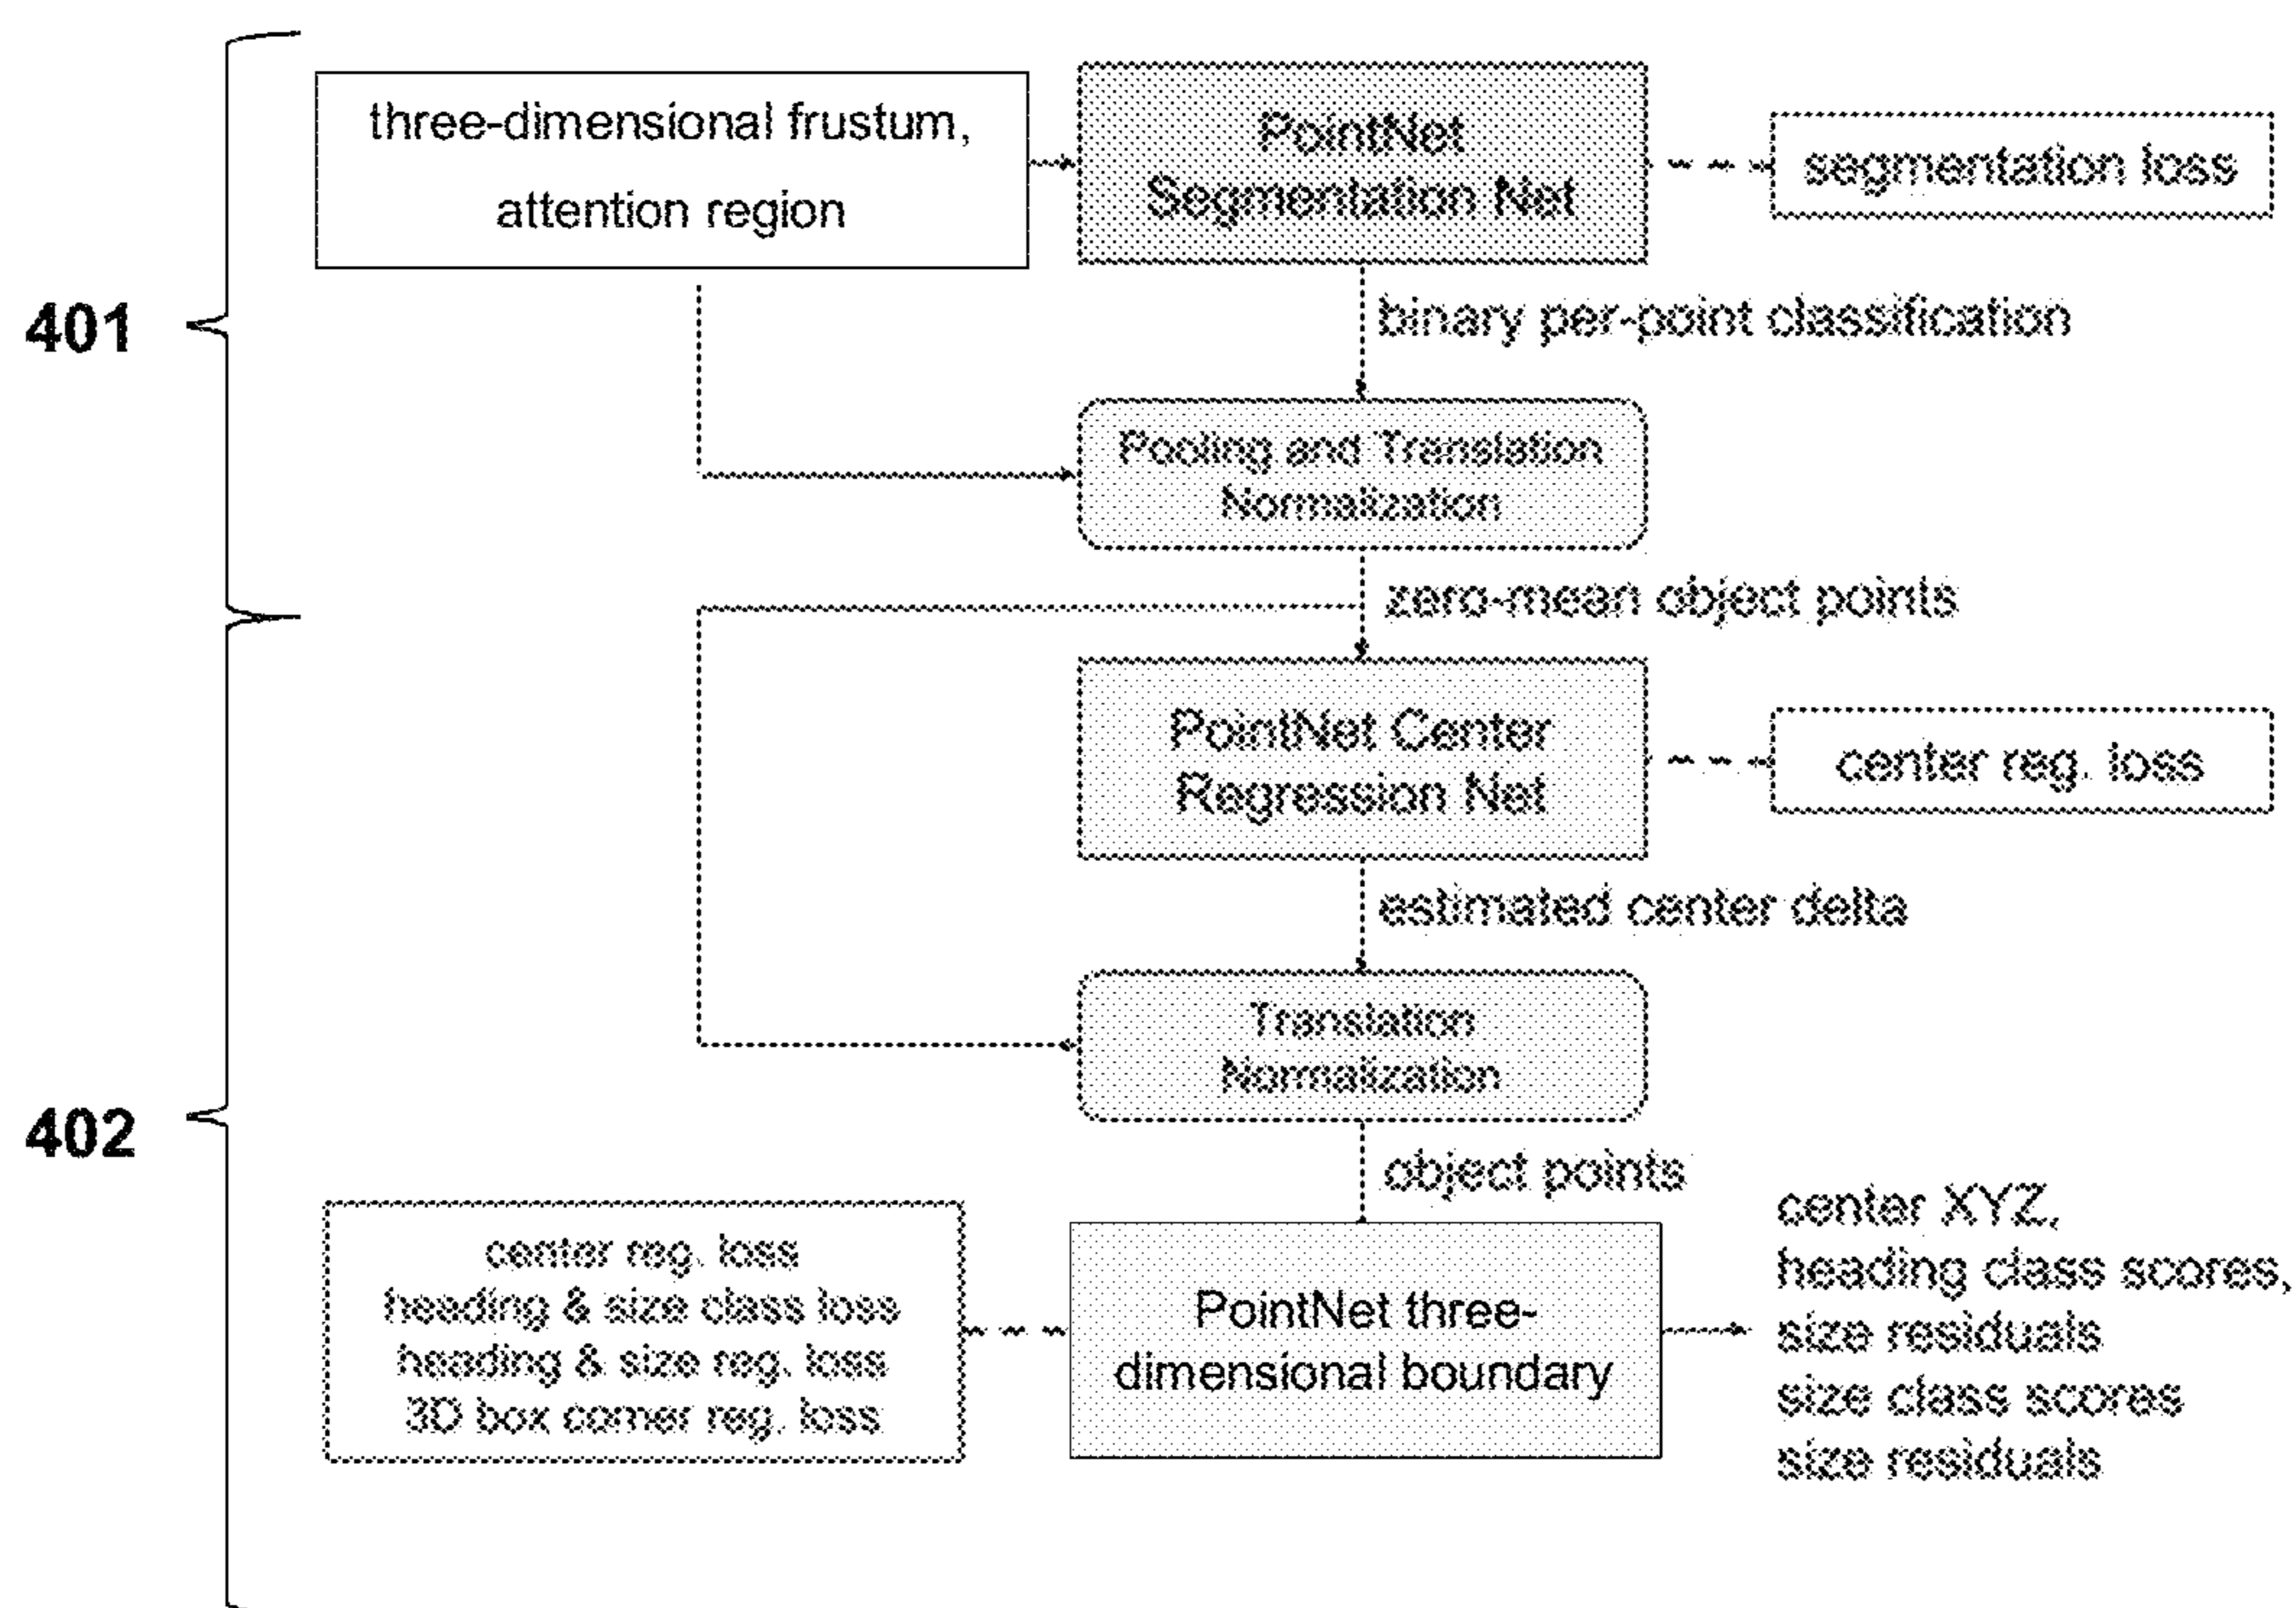 401
three-dimensional frustum,
attention region
PointNet
Segmentation Net
segmentation loss
binary per-point classification
Pooling and Translation
Normalization
zero-mean object points
402
PointNet Center
Regression Net
center reg. loss
estimated center delta
Translation
Normalization
object points
center reg. loss
heading & size class loss
heading & size reg. loss
3D box corner reg. loss
PointNet three-
dimensional boundary
center XYZ,
heading class scores,
size residuals
size class scores
size residuals